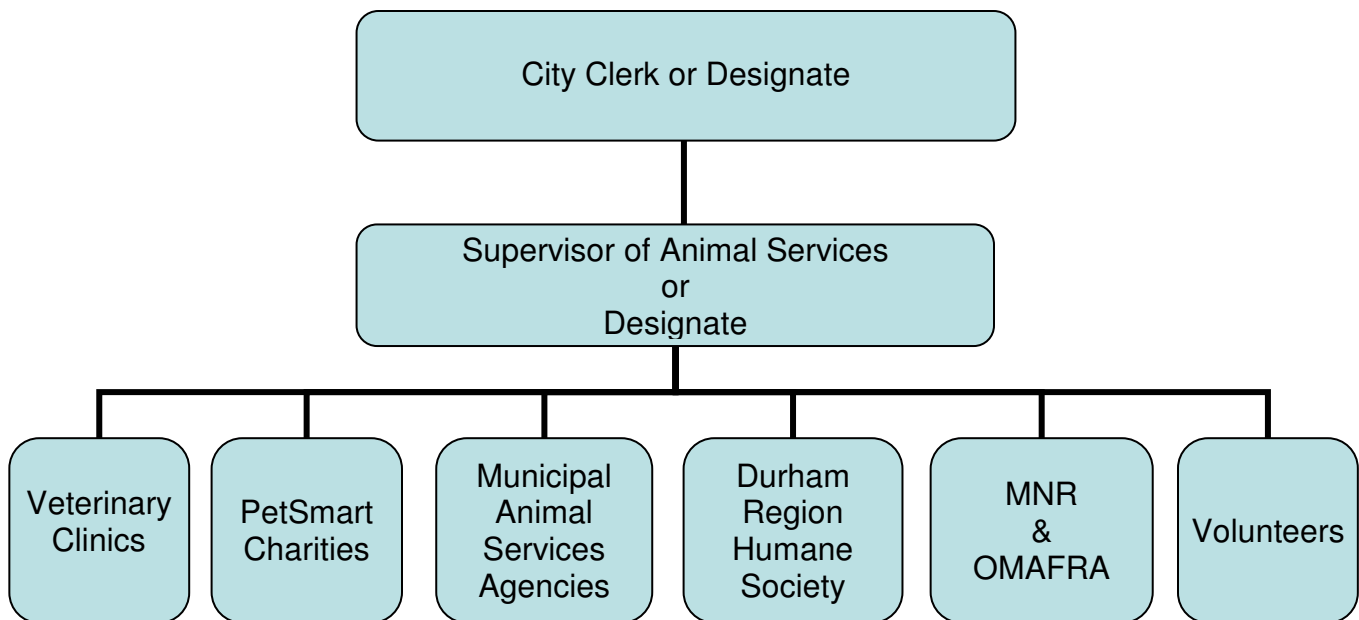 City Clerk or Designate
Supervisor of Animal Services
or
Designate
Veterinary
Clinics
PetSmart
Charities
Municipal
Animal
Services
Agencies
Durham
Region
Humane
Society
MNR
&
OMAFRA
Volunteers